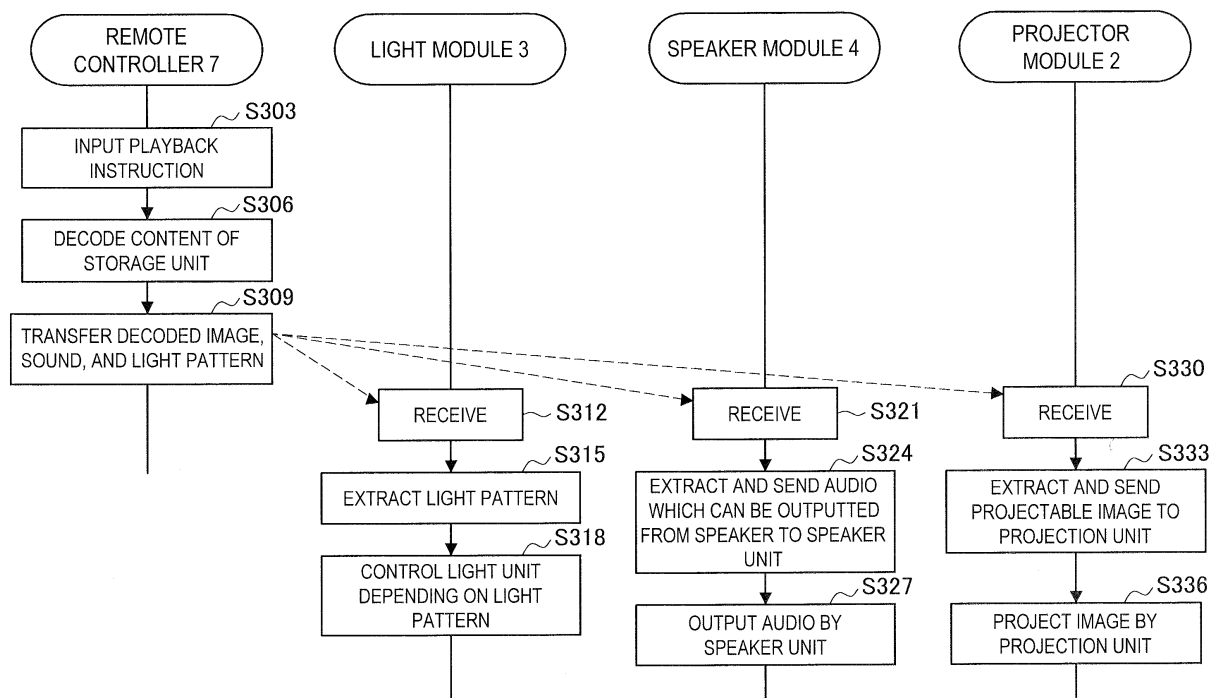 REMOTE
CONTROLLER 7
LIGHT MODULE 3
SPEAKER MODULE 4
PROJECTOR
MODULE 2
S303
INPUT PLAYBACK
INSTRUCTION
S306
DECODE CONTENT OF
STORAGE UNIT
S309
TRANSFER DECODED IMAGE,
SOUND, AND LIGHT PATTERN
RECEIVE
S312
S315
EXTRACT LIGHT PATTERN
S318
CONTROL LIGHT UNIT
DEPENDING ON LIGHT
PATTERN
RECEIVE
S321
S324
EXTRACT AND SEND AUDIO
WHICH CAN BE OUTPUTTED
FROM SPEAKER TO SPEAKER
UNIT
S327
OUTPUT AUDIO BY
SPEAKER UNIT
S330
RECEIVE
S333
EXTRACT AND SEND
PROJECTABLE IMAGE TO
PROJECTION UNIT
S336
PROJECT IMAGE BY
PROJECTION UNIT